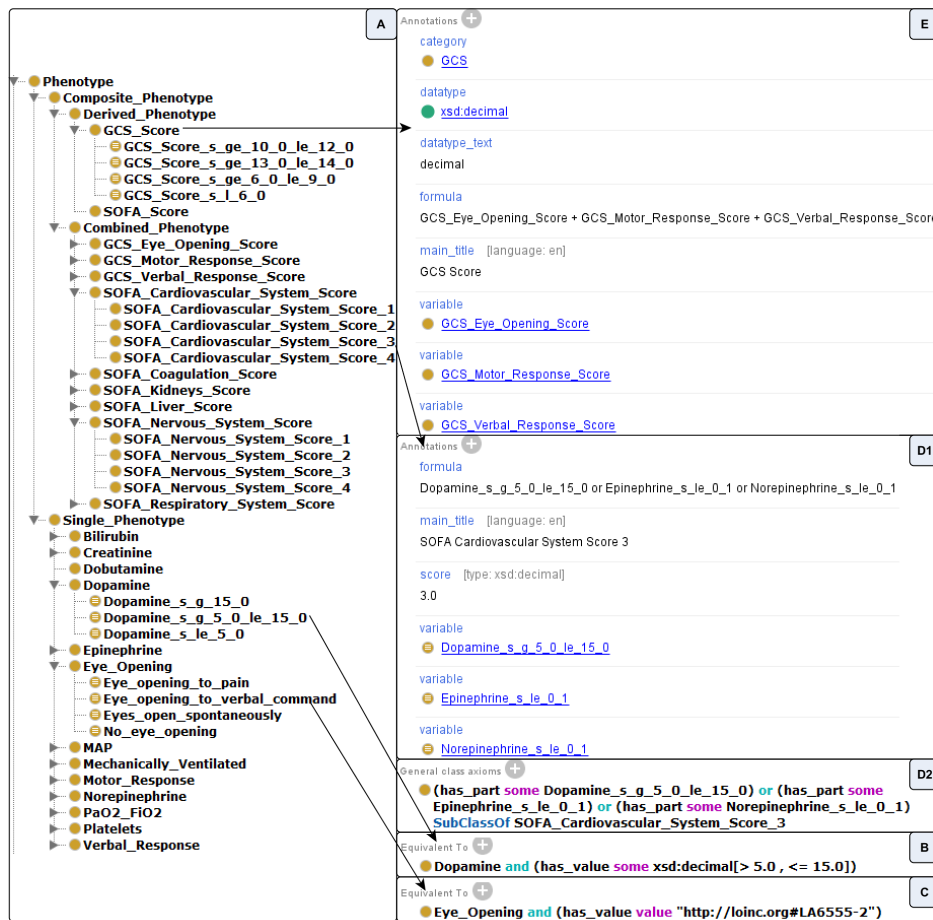 A
Phenotype
Composite_Phenotype
Derived_Phenotype
GCS_Score
GCS_Score_s_ge_10_0_le_12_0
GCS_Score_s_ge_13_0_le_14_0
GCS_Score_s_ge_6_0_le_9_0
GCS_Score_s_l_6_0
SOFA_Score
Combined_Phenotype
GCS_Eye_Opening_Score
GCS_Motor_Response_Score
GCS_Verbal_Response_Score
SOFA_Cardiovascular_System_Score
SOFA_Cardiovascular_System_Score_1
SOFA_Cardiovascular_System_Score_2
SOFA_Cardiovascular_System_Score_3
SOFA_Cardiovascular_System_Score_4
SOFA_Coagulation_Score
SOFA_Kidneys_Score
SOFA_Liver_Score
SOFA_Nervous_System_Score
SOFA_Nervous_System_Score_1
SOFA_Nervous_System_Score_2
SOFA_Nervous_System_Score_3
SOFA_Nervous_System_Score_4
SOFA_Respiratory_System_Score
Single_Phenotype
Bilirubin
Creatinine
Dobutamine
Dopamine
Dopamine_s_g_15_0
Dopamine_s_g_5_0_le_15_0
Dopamine_s_le_5_0
Epinephrine
Eye_Opening
Eye_opening_to_pain
Eye_opening_to_verbal_command
Eyes_open_spontaneously
No_eye_opening
MAP
Mechanically_Ventilated
Motor_Response
Norepinephrine
PaO2_FiO2
Platelets
Verbal_Response
Annotations
E
category
GCS
datatype
xsd:decimal
datatype_text
decimal
formula
GCS_Eye_Opening_Score + GCS_Motor_Response_Score + GCS_Verbal_Response_Score
main_title [language: en]
GCS Score
variable
GCS_Eye_Opening_Score
variable
GCS_Motor_Response_Score
variable
GCS_Verbal_Response_Score
Annotations
D1
formula
Dopamine_s_g_5_0_le_15_0 or Epinephrine_s_le_0_1 or Norepinephrine_s_le_0_1
main_title [language: en]
SOFA Cardiovascular System Score 3
score [type: xsd:decimal]
3.0
variable
Dopamine_s_g_5_0_le_15_0
variable
Epinephrine_s_le_0_1
variable
Norepinephrine_s_le_0_1
General class axioms
D2
(has_part some Dopamine_s_g_5_0_le_15_0) or (has_part some
Epinephrine_s_le_0_1) or (has_part some Norepinephrine_s_le_0_1)
SubClassOf SOFA_Cardiovascular_System_Score_3
Equivalent To
B
Dopamine and (has_value some xsd:decimal[> 5.0 , <= 15.0])
Equivalent To
C
Eye_Opening and (has_value value "http://loinc.org#LA6555-2")